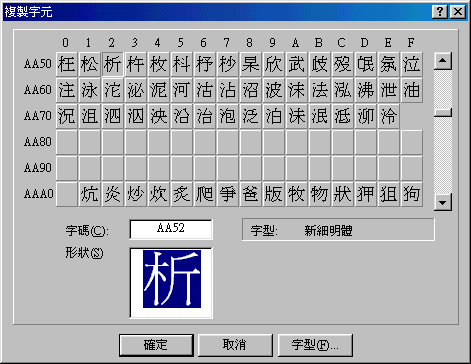 複製字元
0 1 2 3 4 5 6 7 8 9 A B C D E F
AA50 枉 松 析 杵 枚 枓 杼 杪 杲 欣 武 歧 歿 氓 氛 泣
AA60 注 泳 沱 泌 泥 河 沽 沾 沼 波 沫 法 泓 沸 泄 油
AA70 況 沮 泗 泅 泱 沿 治 泡 泛 泊 沬 泯 泜 泖 泠
AA80
AA90
AAA0 炕 炎 炒 炊 炙 爬 爭 爸 版 牧 物 狀 狎 狙 狗
字碼(C): AA52 字型: 新細明體
形狀(S)
析
確定 取消 字型(F)...